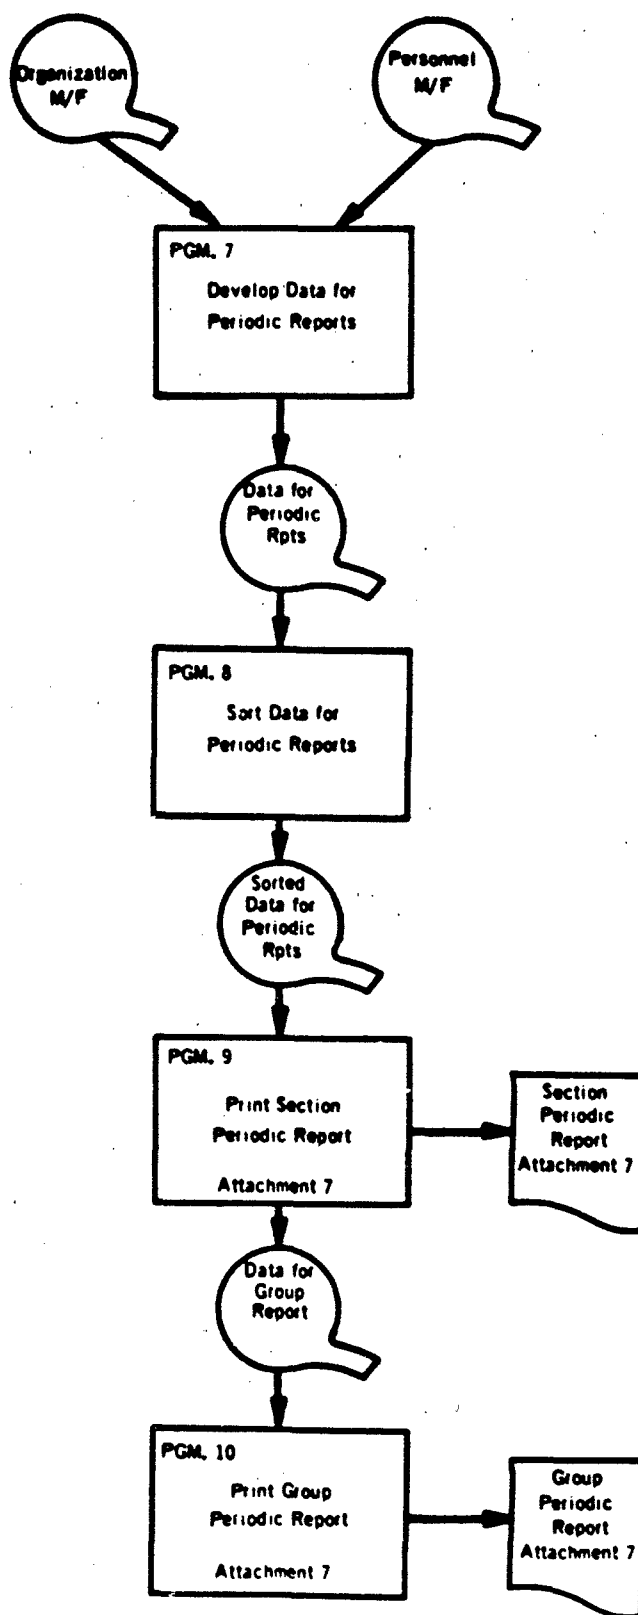 Organization
M/F
Personnel
M/F
PGM. 7
Develop Data for
Periodic Reports
Data for
Periodic
Rpts
PGM. 8
Sort Data for
Periodic Reports
Sorted
Data for
Periodic
Rpts
PGM. 9
Print Section
Periodic Report
Attachment 7
Section
Periodic
Report
Attachment 7
Data for
Group
Report
PGM. 10
Print Group
Periodic Report
Attachment 7
Group
Periodic
Report
Attachment 7